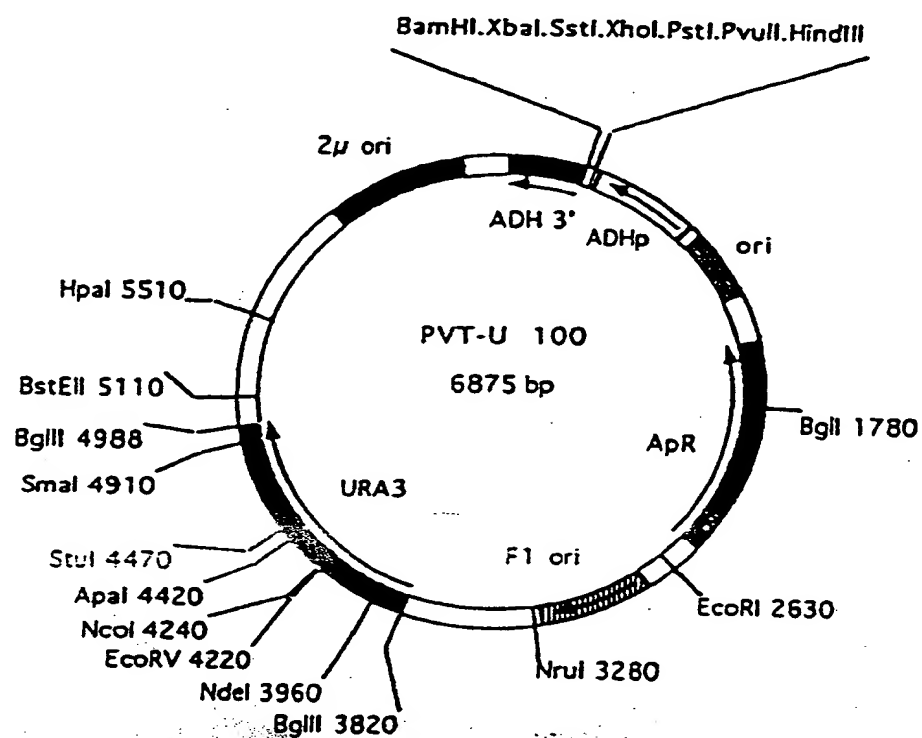 BamHI.XbaI.SstI.XhoI.PstI.PvuII.HindIII
2μ ori
ADH 3'
ADHp
ori
HpaI 5510
PVT-U 100
6875 bp
BstEII 5110
BglII 4988
BglI 1780
ApR
SmaI 4910
URA3
StuI 4470
F1 ori
ApaI 4420
EcoRI 2630
NcoI 4240
EcoRV 4220
NruI 3280
NdeI 3960
BglII 3820